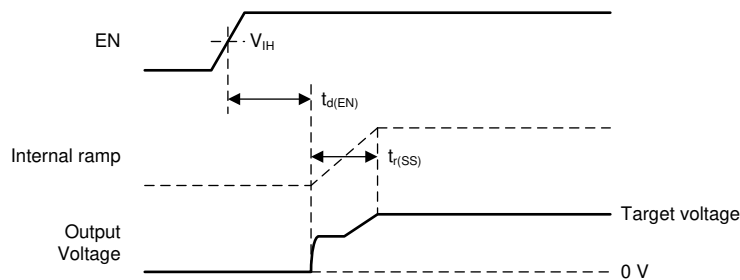 EN
V_IH
t_d(EN)
Internal ramp
t_r(SS)
Output
Voltage
Target voltage
0 V